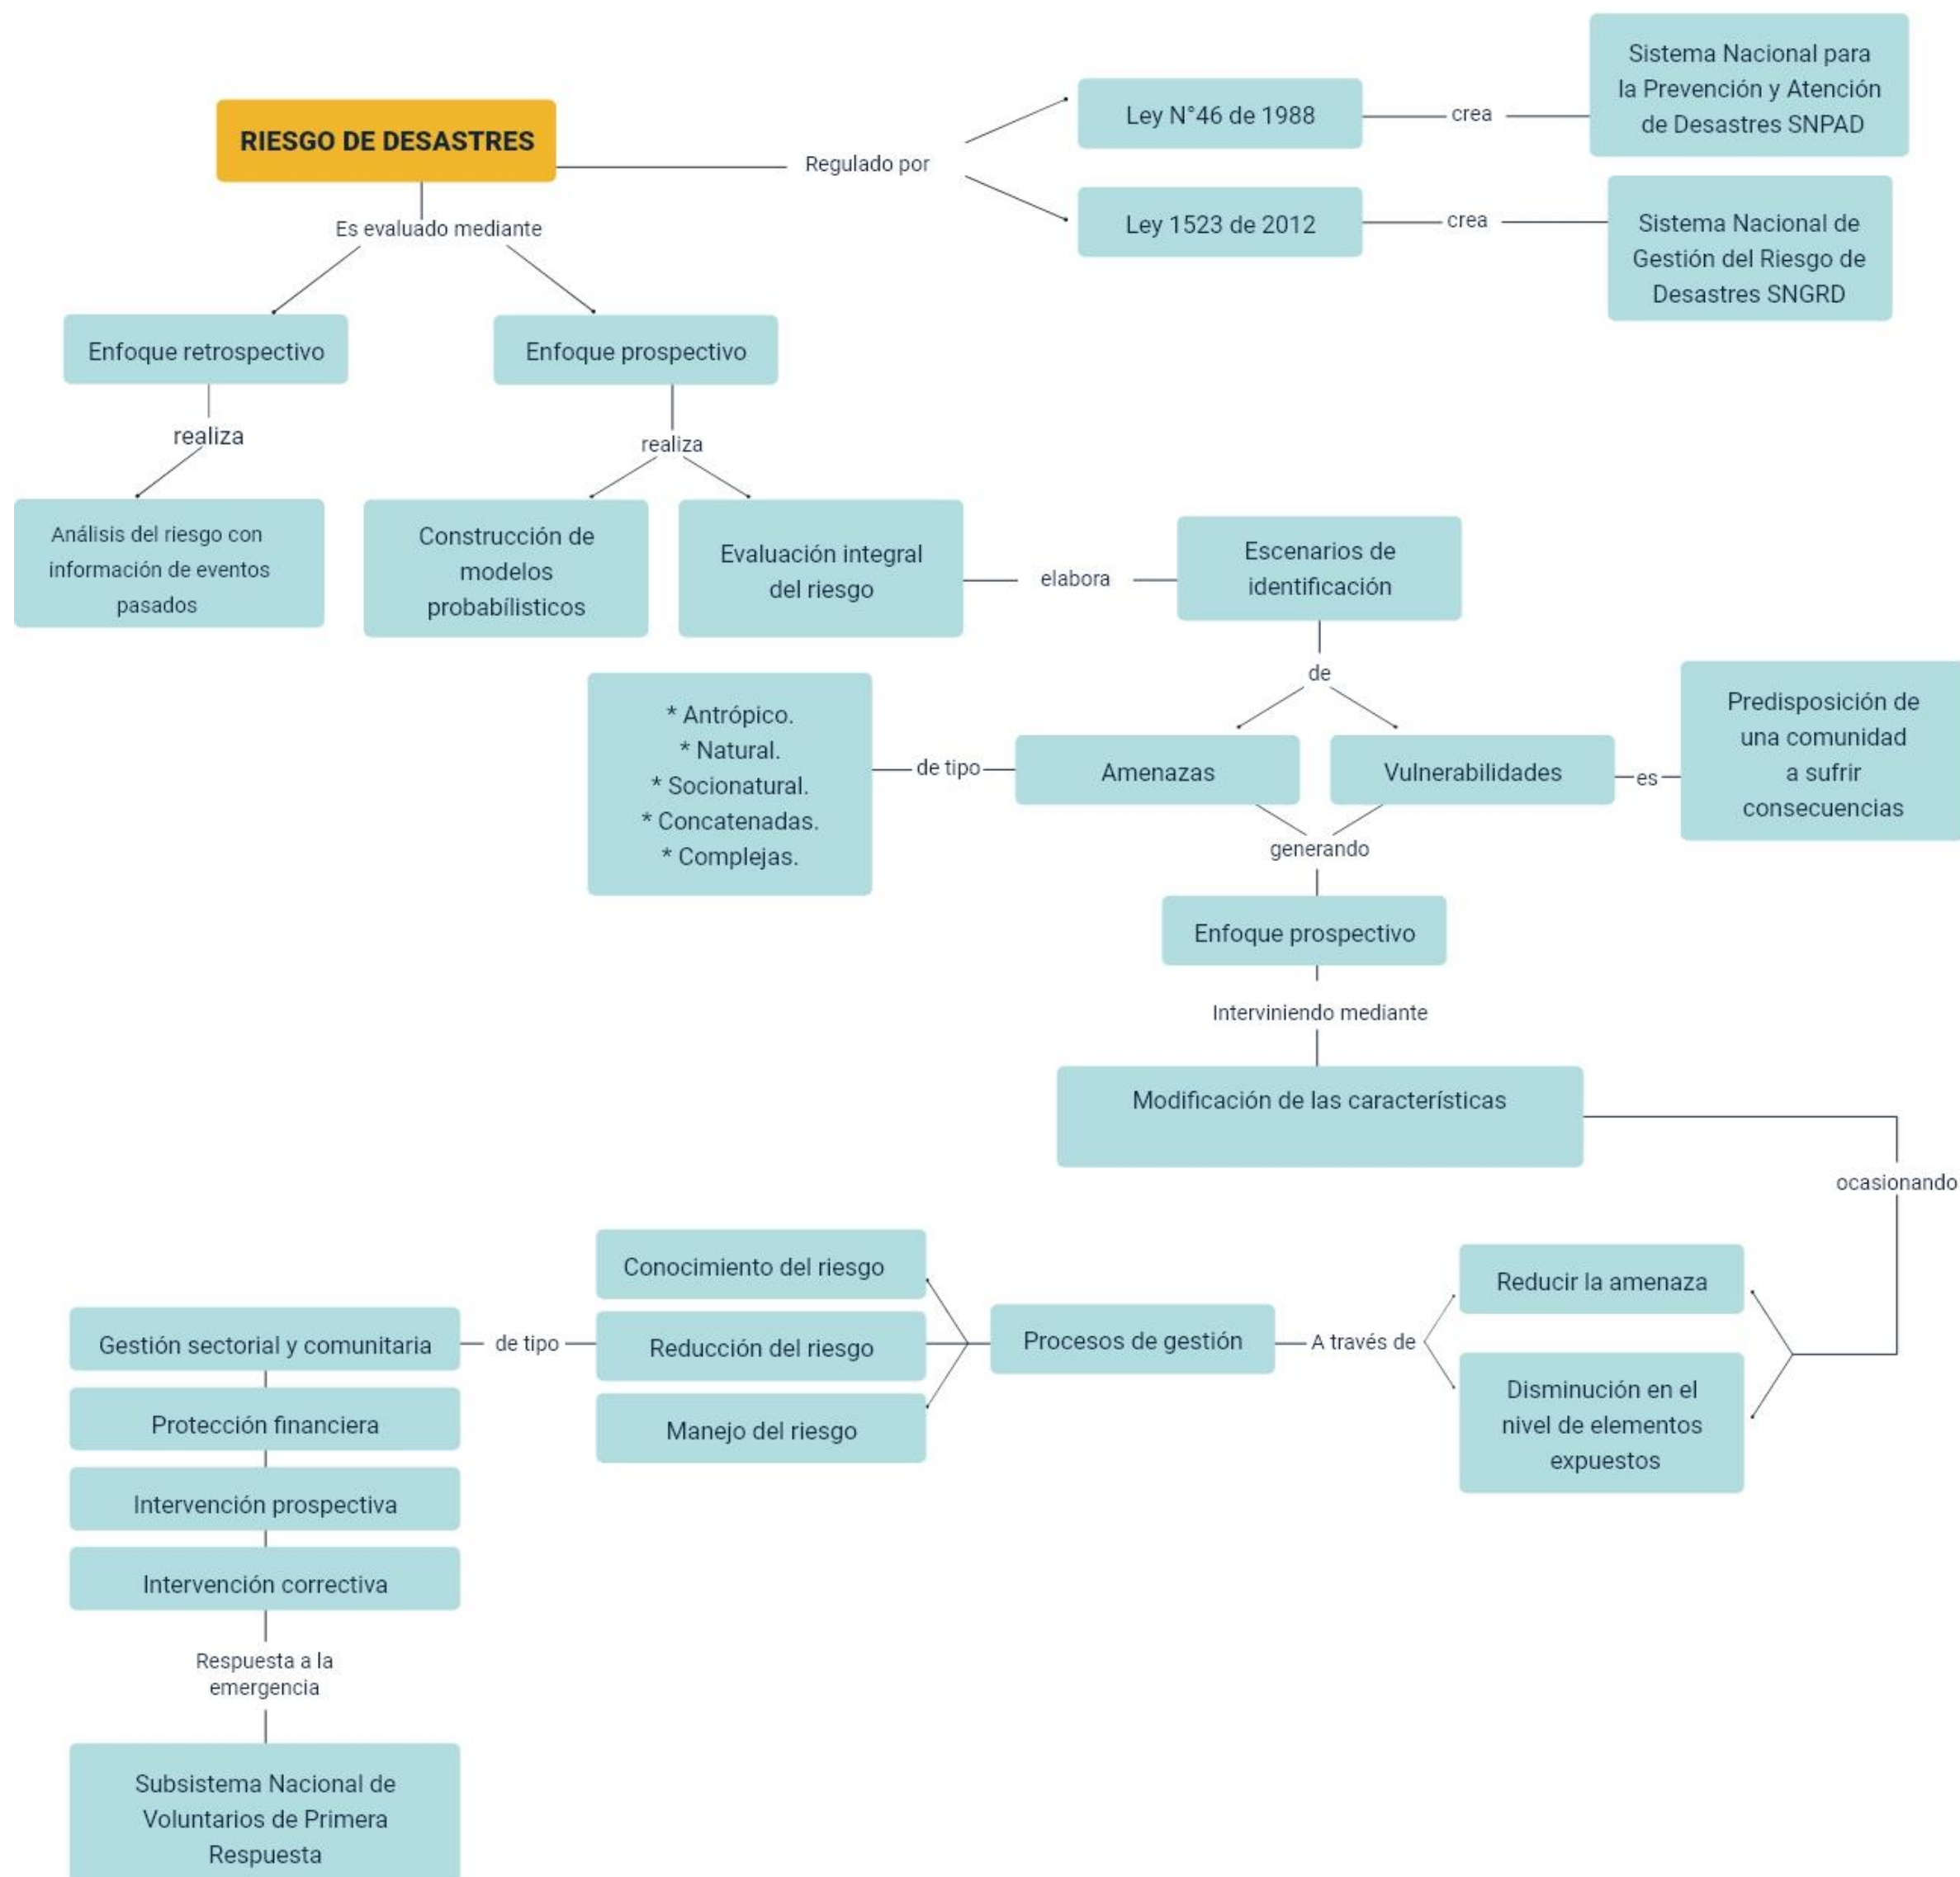 RIESGO DE DESASTRES
Regulado por
Ley N°46 de 1988
crea
Sistema Nacional para
la Prevención y Atención
de Desastres SNPAD
Ley 1523 de 2012
crea
Sistema Nacional de
Gestión del Riesgo de
Desastres SNGRD
Es evaluado mediante
Enfoque retrospectivo
Enfoque prospectivo
realiza
realiza
Análisis del riesgo con
información de eventos
pasados
Construcción de
modelos
probabílisticos
Evaluación integral
del riesgo
elabora
Escenarios de
identificación
de
* Antrópico.
* Natural.
* Socionatural.
* Concatenadas.
* Complejas.
de tipo
Amenazas
Vulnerabilidades
es
Predisposición de
una comunidad
a sufrir
consecuencias
generando
Enfoque prospectivo
Interviniendo mediante
Modificación de las características
ocasionando
Reducir la amenaza
Disminución en el
nivel de elementos
expuestos
A través de
Procesos de gestión
Conocimiento del riesgo
Reducción del riesgo
Manejo del riesgo
de tipo
Gestión sectorial y comunitaria
Protección financiera
Intervención prospectiva
Intervención correctiva
Respuesta a la
emergencia
Subsistema Nacional de
Voluntarios de Primera
Respuesta